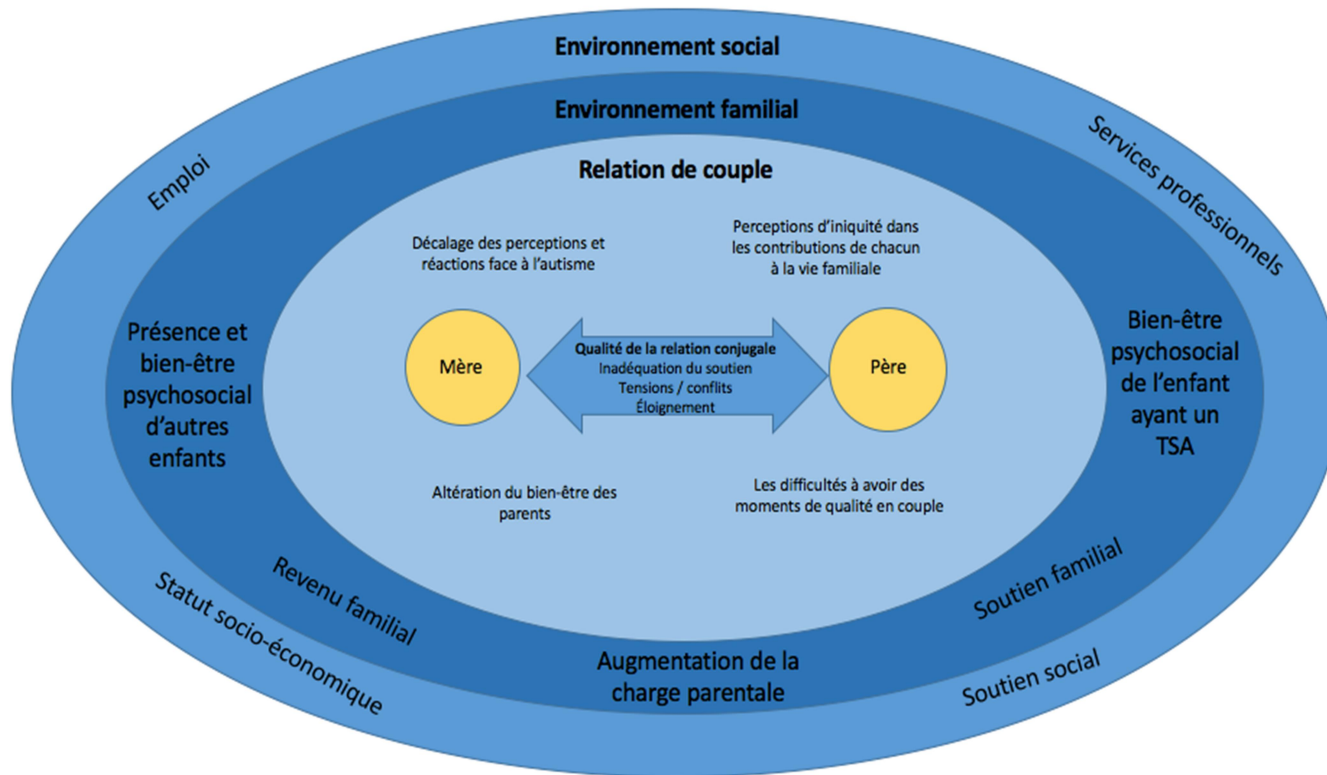 Environnement social
Environnement familial
Relation de couple
Emploi
Services professionnels
Décalage des perceptions et
réactions face à l'autisme
Perceptions d'iniquité dans
les contributions de chacun
à la vie familiale
Présence et
bien-être
psychosocial
d'autres
enfants
Mère
Qualité de la relation conjugale
Inadéquation du soutien
Tensions / conflits
Éloignement
Père
Bien-être
psychosocial
de l'enfant
ayant un
TSA
Altération du bien-être des
parents
Les difficultés à avoir des
moments de qualité en couple
Revenu familial
Soutien familial
Statut socio-économique
Augmentation de la
charge parentale
Soutien social